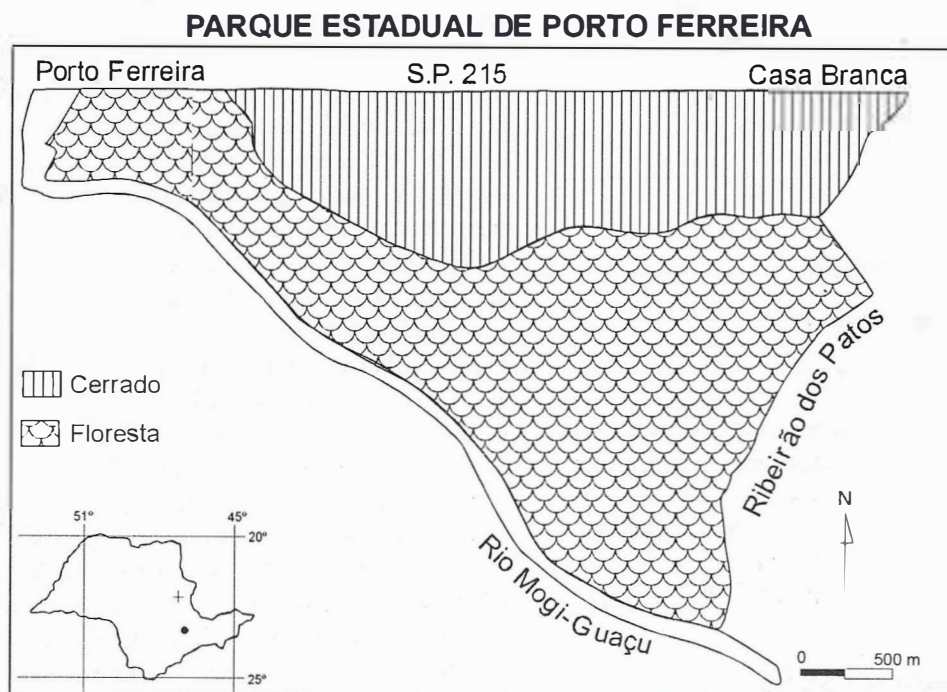 PARQUE ESTADUAL DE PORTO FERREIRA
Porto Ferreira S.P. 215 Casa Branca
Cerrado
Floresta
Ribeirão dos Patos
Rio Mogi-Guaçu
N
51° 45°
20°
25°
0 500 m